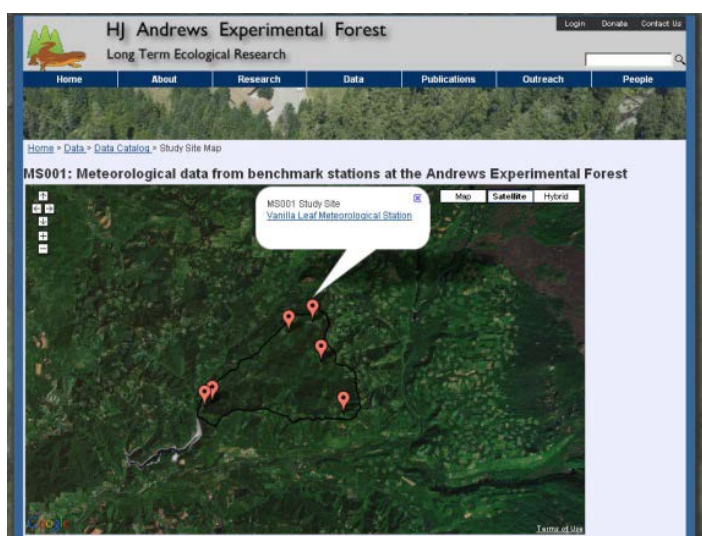 HJ Andrews Experimental Forest
Long Term Ecological Research
Login Donate Contact Us
Home About Research Data Publications Outreach People
Home > Data > Data Catalog > Study Site Map
MS001: Meteorological data from benchmark stations at the Andrews Experimental Forest
MS001 Study Site
Vanilla Leaf Meteorological Station
Map Satellite Hybrid
Google
Terms of Use